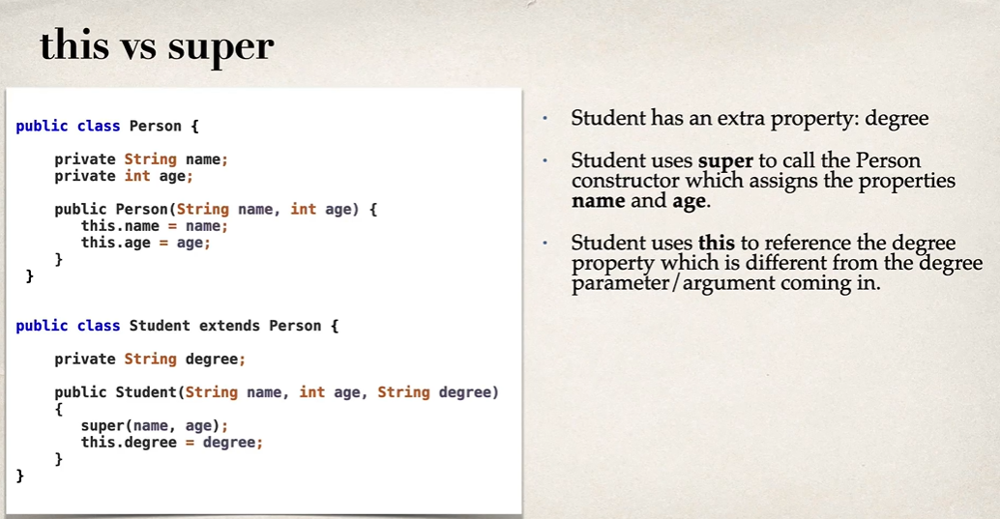 this vs super
public class Person {
private String name;
private int age;
public Person(String name, int age) {
this.name = name;
this.age = age;
}
}
public class Student extends Person {
private String degree;
public Student(String name, int age, String degree)
{
super(name, age);
this.degree = degree;
}
}
· Student has an extra property: degree
· Student uses super to call the Person
constructor which assigns the properties
name and age.
· Student uses this to reference the degree
property which is different from the degree
parameter/argument coming in.